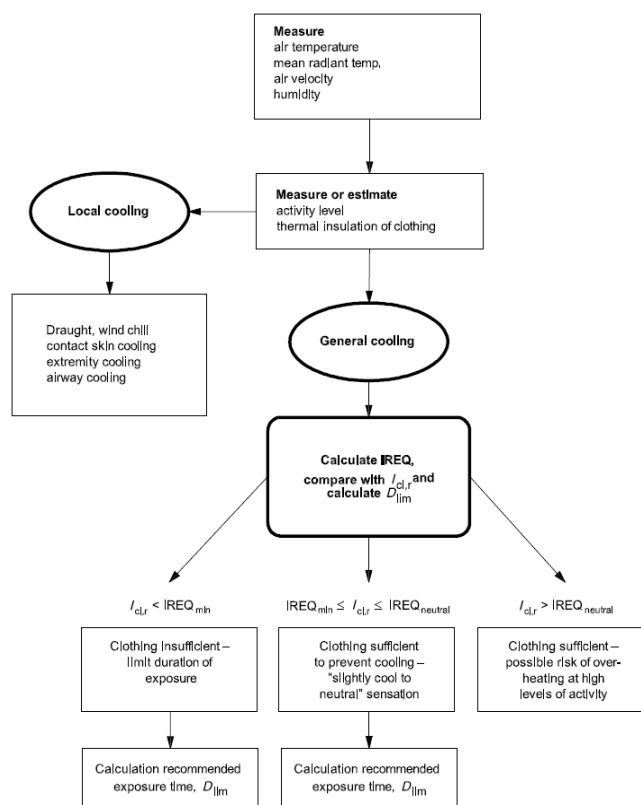 Measure
air temperature
mean radiant temp.
air velocity
humidity
Measure or estimate
activity level
thermal insulation of clothing
Local cooling
Draught, wind chill
contact skin cooling
extremity cooling
airway cooling
General cooling
Calculate IREQ,
compare with Icl,r and
calculate Dlim
Icl,r < IREQmin
IREQmin ≤ Icl,r ≤ IREQneutral
Icl,r > IREQneutral
Clothing insufficient –
limit duration of
exposure
Clothing sufficient
to prevent cooling –
"slightly cool to
neutral" sensation
Clothing sufficient –
possible risk of over-
heating at high
levels of activity
Calculation recommended
exposure time, Dlim
Calculation recommended
exposure time, Dlim